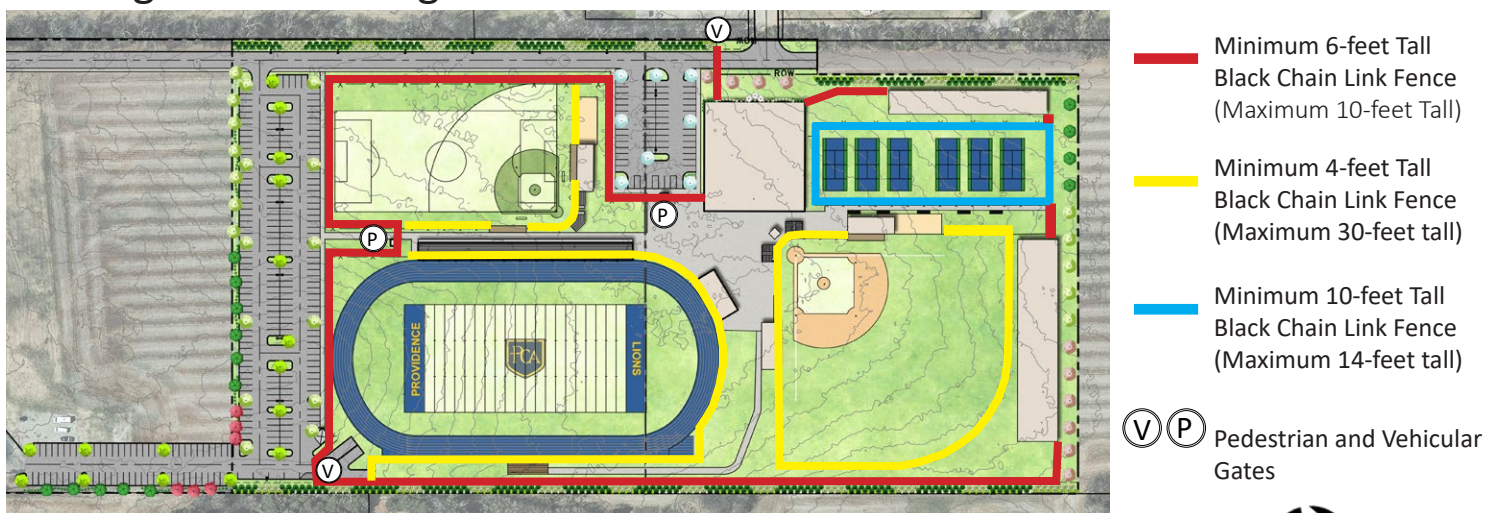 V
ROW
P
P
PROVIDENCE
PCA
LIONS
V
Minimum 6-feet Tall
Black Chain Link Fence
(Maximum 10-feet Tall)
Minimum 4-feet Tall
Black Chain Link Fence
(Maximum 30-feet tall)
Minimum 10-feet Tall
Black Chain Link Fence
(Maximum 14-feet tall)
V P Pedestrian and Vehicular
Gates